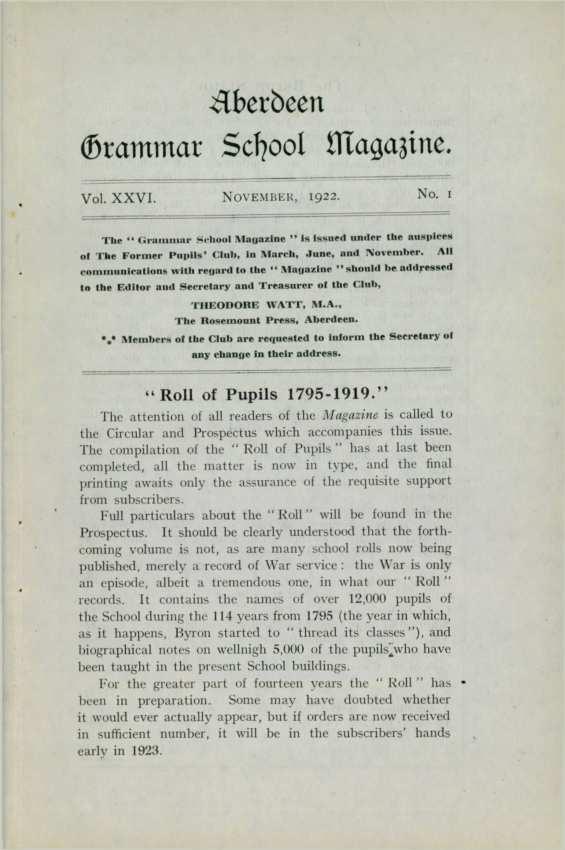 Aberdeen
Grammar School Magazine.
Vol. XXVI. NOVEMBER, 1922. No. 1
The “ Grammar School Magazine ” is issued under the auspices
of The Former Pupils’ Club, in March, June, and November. All
communications with regard to the “ Magazine ” should be addressed
to the Editor and Secretary and Treasurer of the Club,
THEODORE WATT, M.A.,
The Rosemount Press, Aberdeen.
*⁎* Members of the Club are requested to inform the Secretary of
any change in their address.
“ Roll of Pupils 1795-1919.”
The attention of all readers of the Magazine is called to
the Circular and Prospectus which accompanies this issue.
The compilation of the “ Roll of Pupils ” has at last been
completed, all the matter is now in type, and the final
printing awaits only the assurance of the requisite support
from subscribers.
Full particulars about the “ Roll ” will be found in the
Prospectus. It should be clearly understood that the forth-
coming volume is not, as are many school rolls now being
published, merely a record of War service : the War is only
an episode, albeit a tremendous one, in what our “ Roll ”
records. It contains the names of over 12,000 pupils of
the School during the 114 years from 1795 (the year in which,
as it happens, Byron started to “ thread its classes ”), and
biographical notes on wellnigh 5,000 of the pupils who have
been taught in the present School buildings.
For the greater part of fourteen years the “ Roll ” has
been in preparation. Some may have doubted whether
it would ever actually appear, but if orders are now received
in sufficient number, it will be in the subscribers’ hands
early in 1923.